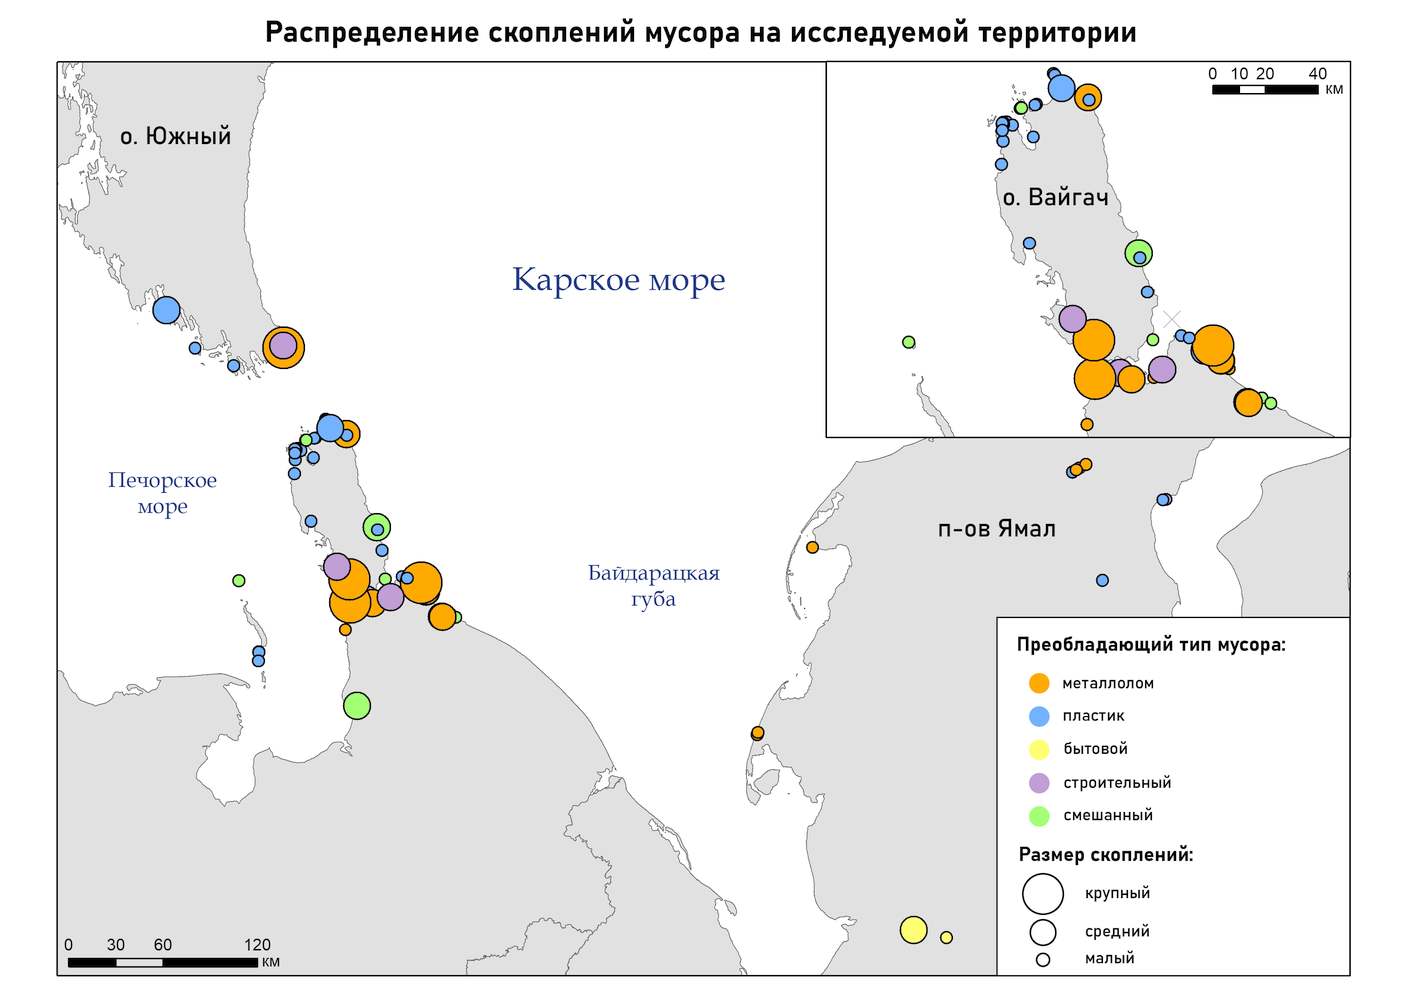 Распределение скоплений мусора на исследуемой территории
0 10 20 40
км
о. Южный
о. Вайгач
Карское море
Печорское
море
п-ов Ямал
Байдарацкая
губа
Преобладающий тип мусора:
металлолом
пластик
бытовой
строительный
смешанный
Размер скоплений:
крупный
средний
малый
0 30 60 120
км